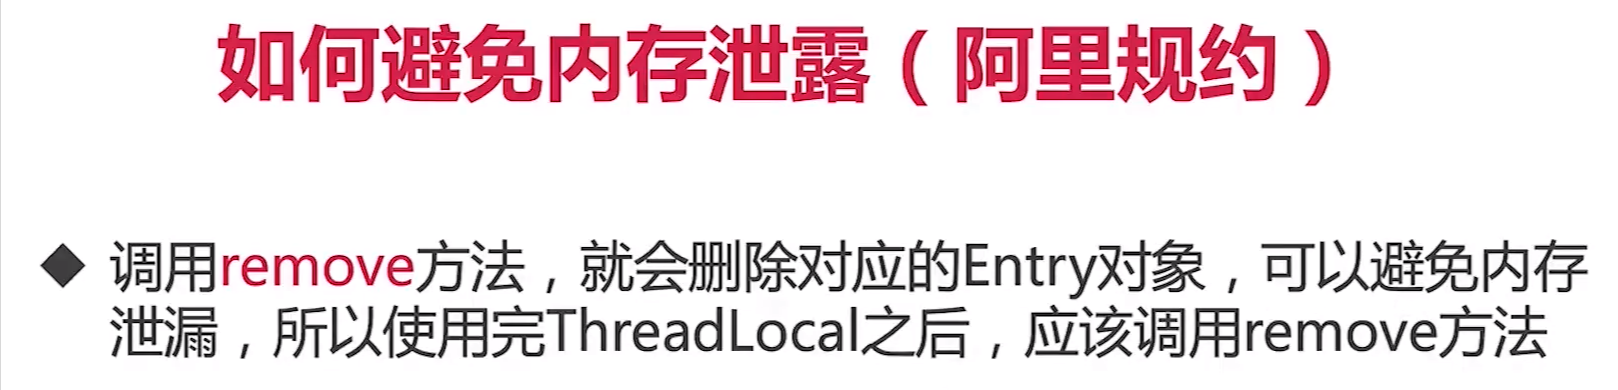 如何避免内存泄露（阿里规约）
◆ 调用remove方法，就会删除对应的Entry对象，可以避免内存
泄漏，所以使用完ThreadLocal之后，应该调用remove方法